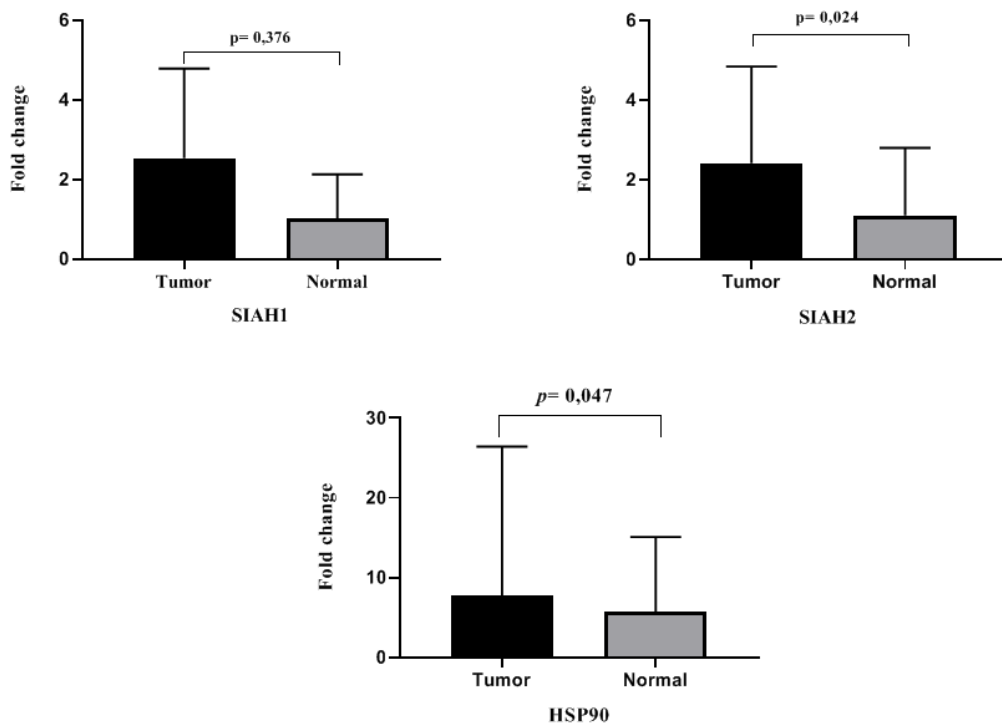 p= 0,376
6
4
2
0
Fold change
Tumor
Normal
SIAH1
p= 0,024
6
4
2
0
Fold change
Tumor
Normal
SIAH2
p= 0,047
30
20
10
0
Fold change
Tumor
Normal
HSP90